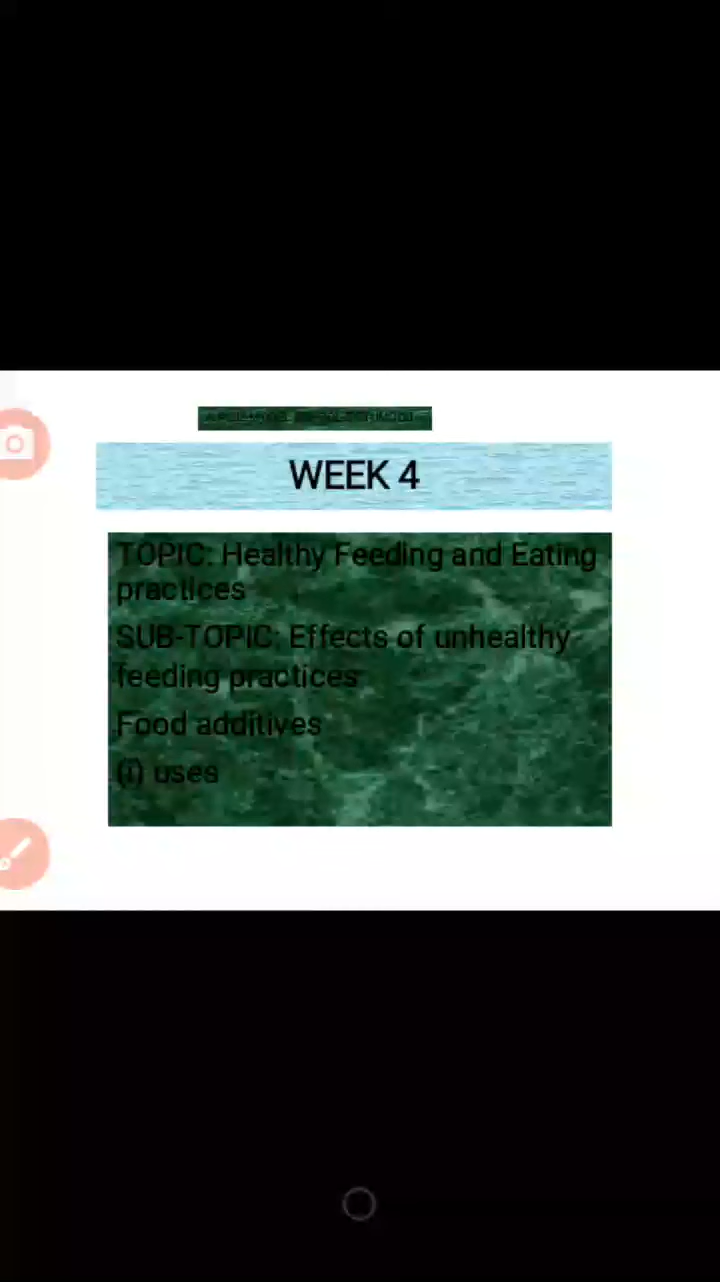 WEEK 4
TOPIC: Healthy Feeding and Eating
practices
SUB-TOPIC: Effects of unhealthy
feeding practices
Food additives
(i) uses